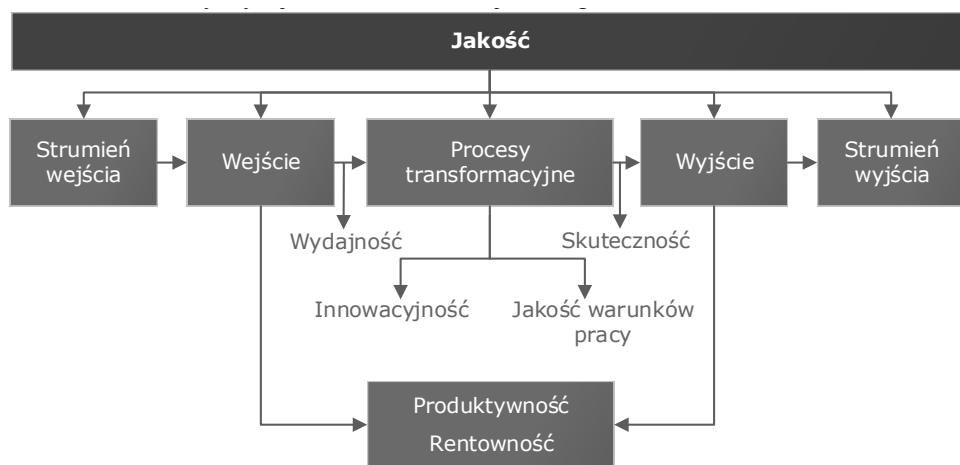 Jakość
Strumień
wejścia
Wejście
Procesy
transformacyjne
Wyjście
Strumień
wyjścia
Wydajność
Skuteczność
Innowacyjność
Jakość warunków
pracy
Produktywność
Rentowność